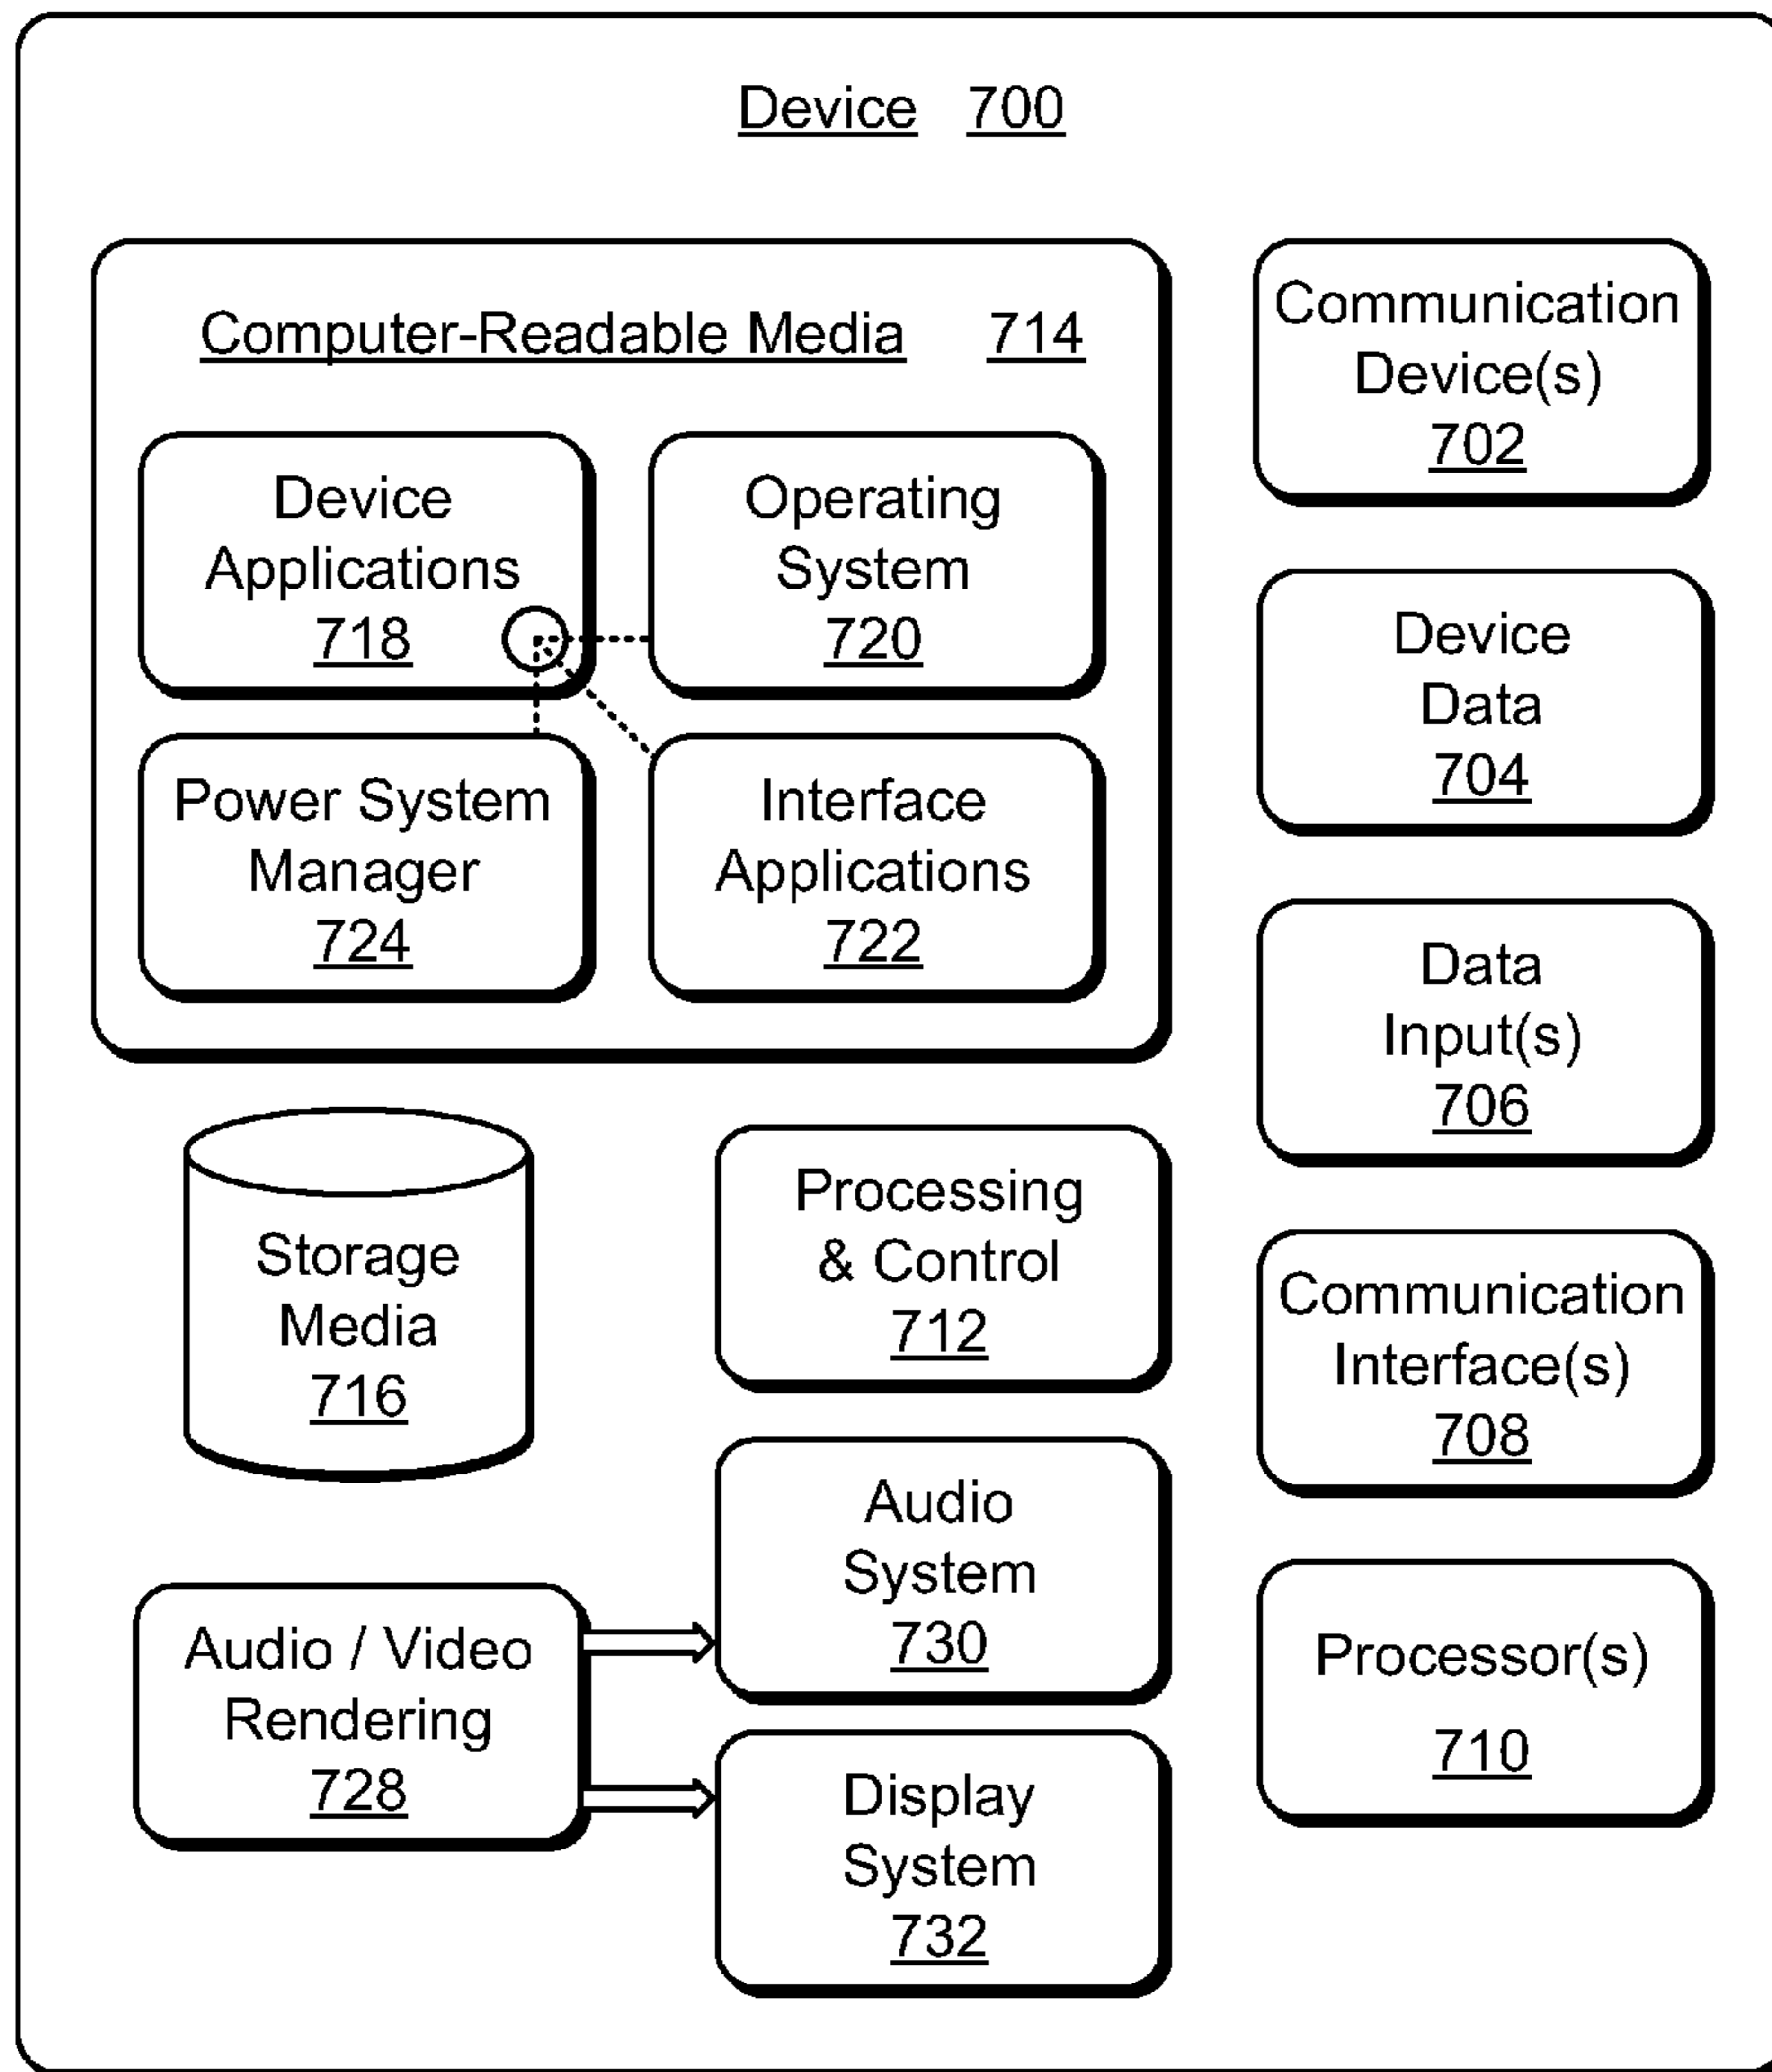 Device 700
Computer-Readable Media 714
Device
Applications
718
Operating
System
720
Power System
Manager
724
Interface
Applications
722
Storage
Media
716
Processing
& Control
712
Audio / Video
Rendering
728
Audio
System
730
Display
System
732
Communication
Device(s)
702
Device
Data
704
Data
Input(s)
706
Communication
Interface(s)
708
Processor(s)
710